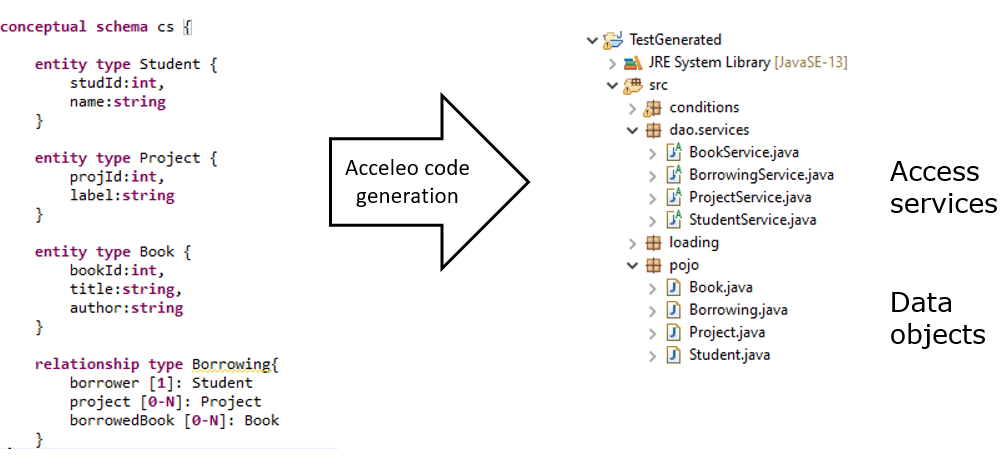 conceptual schema cs {
entity type Student {
studId:int,
name:string
}
entity type Project {
projId:int,
label:string
}
entity type Book {
bookId:int,
title:string,
author:string
}
relationship type Borrowing{
borrower [1]: Student
project [0-N]: Project
borrowedBook [0-N]: Book
}
Acceleo code
generation
TestGenerated
JRE System Library [JavaSE-13]
src
conditions
dao.services
BookService.java
BorrowingService.java
ProjectService.java
StudentService.java
loading
pojo
Book.java
Borrowing.java
Project.java
Student.java
Access
services
Data
objects